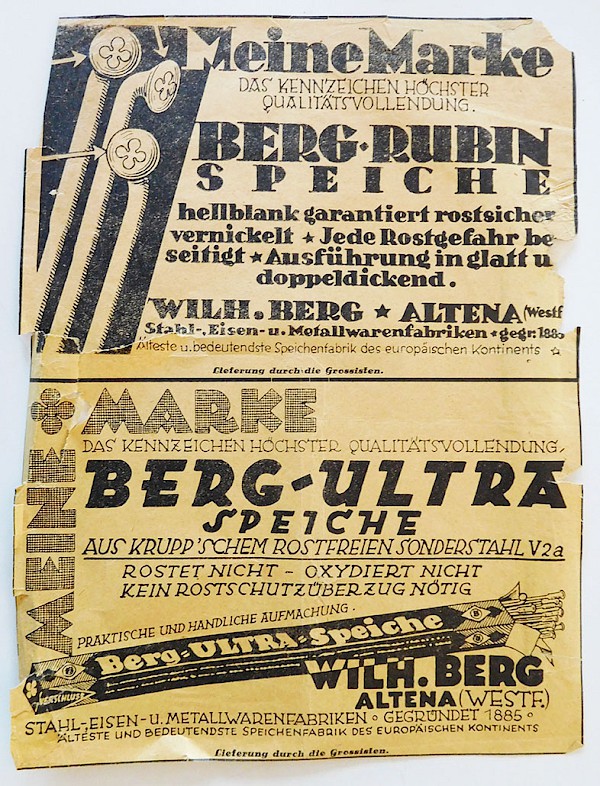 Meine Marke
DAS KENNZEICHEN HÖCHSTER
QUALITÄTSVOLLENDUNG.
BERG-RUBIN
SPEICHE
hellblank garantiert rostsicher
vernickelt ★ Jede Rostgefahr be-
seitigt ★ Ausführung in glatt u
doppeldickend.
WILH. BERG ★ ALTENA (Westf
Stahl-, Eisen- u. Metallwarenfabriken • gegr. 1885
Älteste u. bedeutendste Speichenfabrik des europäischen Kontinents
Lieferung durch die Grossisten.
MEINE MARKE
DAS KENNZEICHEN HÖCHSTER QUALITÄTSVOLLENDUNG.
BERG-ULTRA
SPEICHE
AUS KRUPP'SCHEM ROSTFREIEN SONDERSTAHL V2a
ROSTET NICHT - OXYDIERT NICHT
KEIN ROSTSCHUTZÜBERZUG NÖTIG
PRAKTISCHE UND HANDLICHE AUFMACHUNG.
Berg-ULTRA-Speiche
VERSCHLUSS
WILH. BERG
ALTENA (WESTF.)
STAHL-, EISEN- U. METALLWARENFABRIKEN ∘ GEGRÜNDET 1885 ∘
ÄLTESTE UND BEDEUTENDSTE SPEICHENFABRIK DES EUROPÄISCHEN KONTINENTS
Lieferung durch die Grossisten.